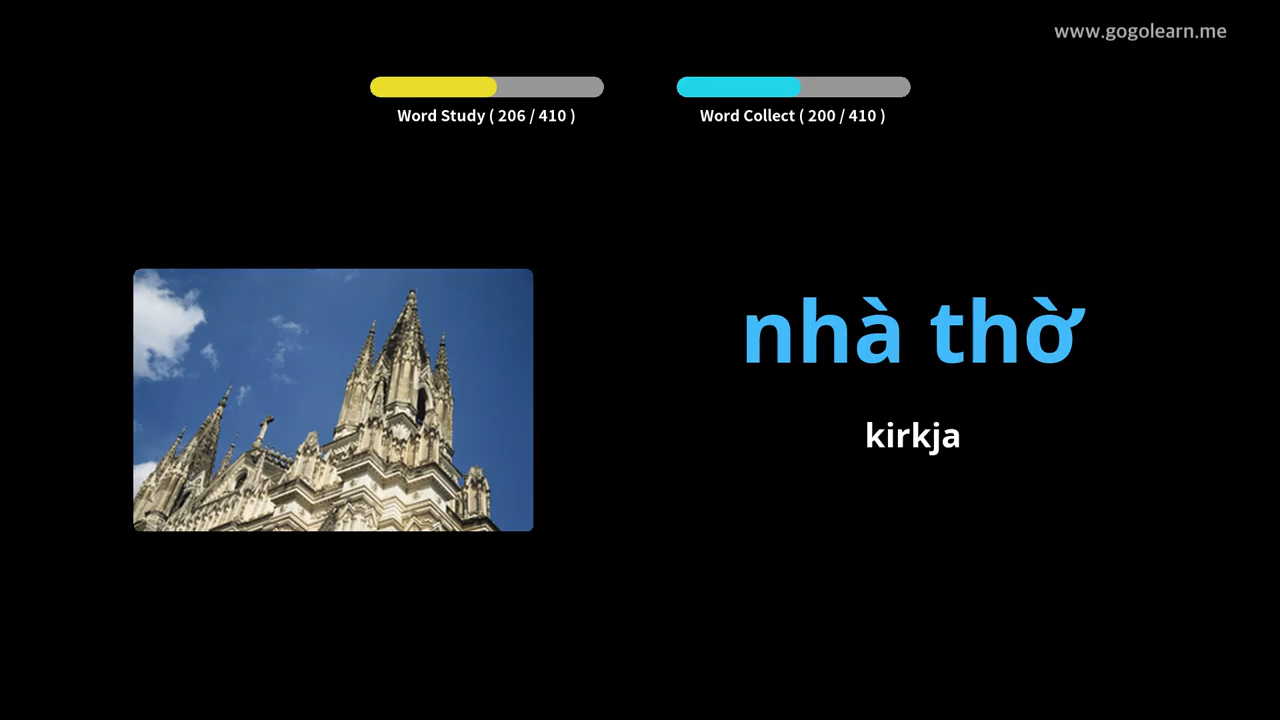 www.gogolearn.me
Word Study ( 206 / 410 )
Word Collect ( 200 / 410 )
nhà thờ
kirkja